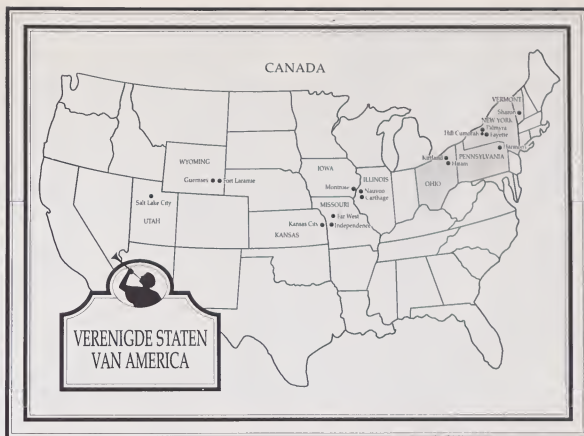 CANADA
VERMONT
Sharon
NEW YORK
Palmyra
Hill Cumorah
Fayette
Harmony
Kirtland
Hiram
PENNSYLVANIA
OHIO
WYOMING
Guernsey
Fort Laramie
IOWA
ILLINOIS
Montrose
Nauvoo
Carthage
Salt Lake City
UTAH
MISSOURI
Far West
Kansas City
Independence
KANSAS
VERENIGDE STATEN
VAN AMERICA